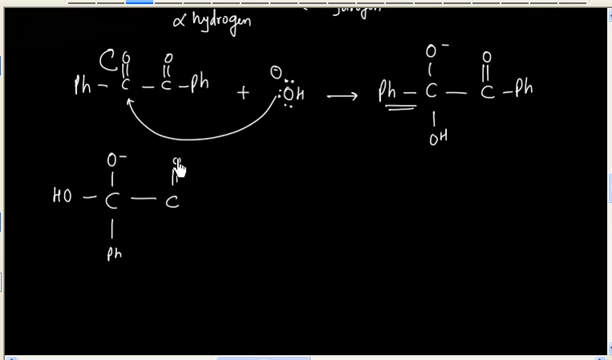 α hydrogen
Ph - C - C - Ph + :OH ⟶ Ph - C - C - Ph
O O ⊖ O⁻ O
OH
O⁻ O
HO - C - C
Ph